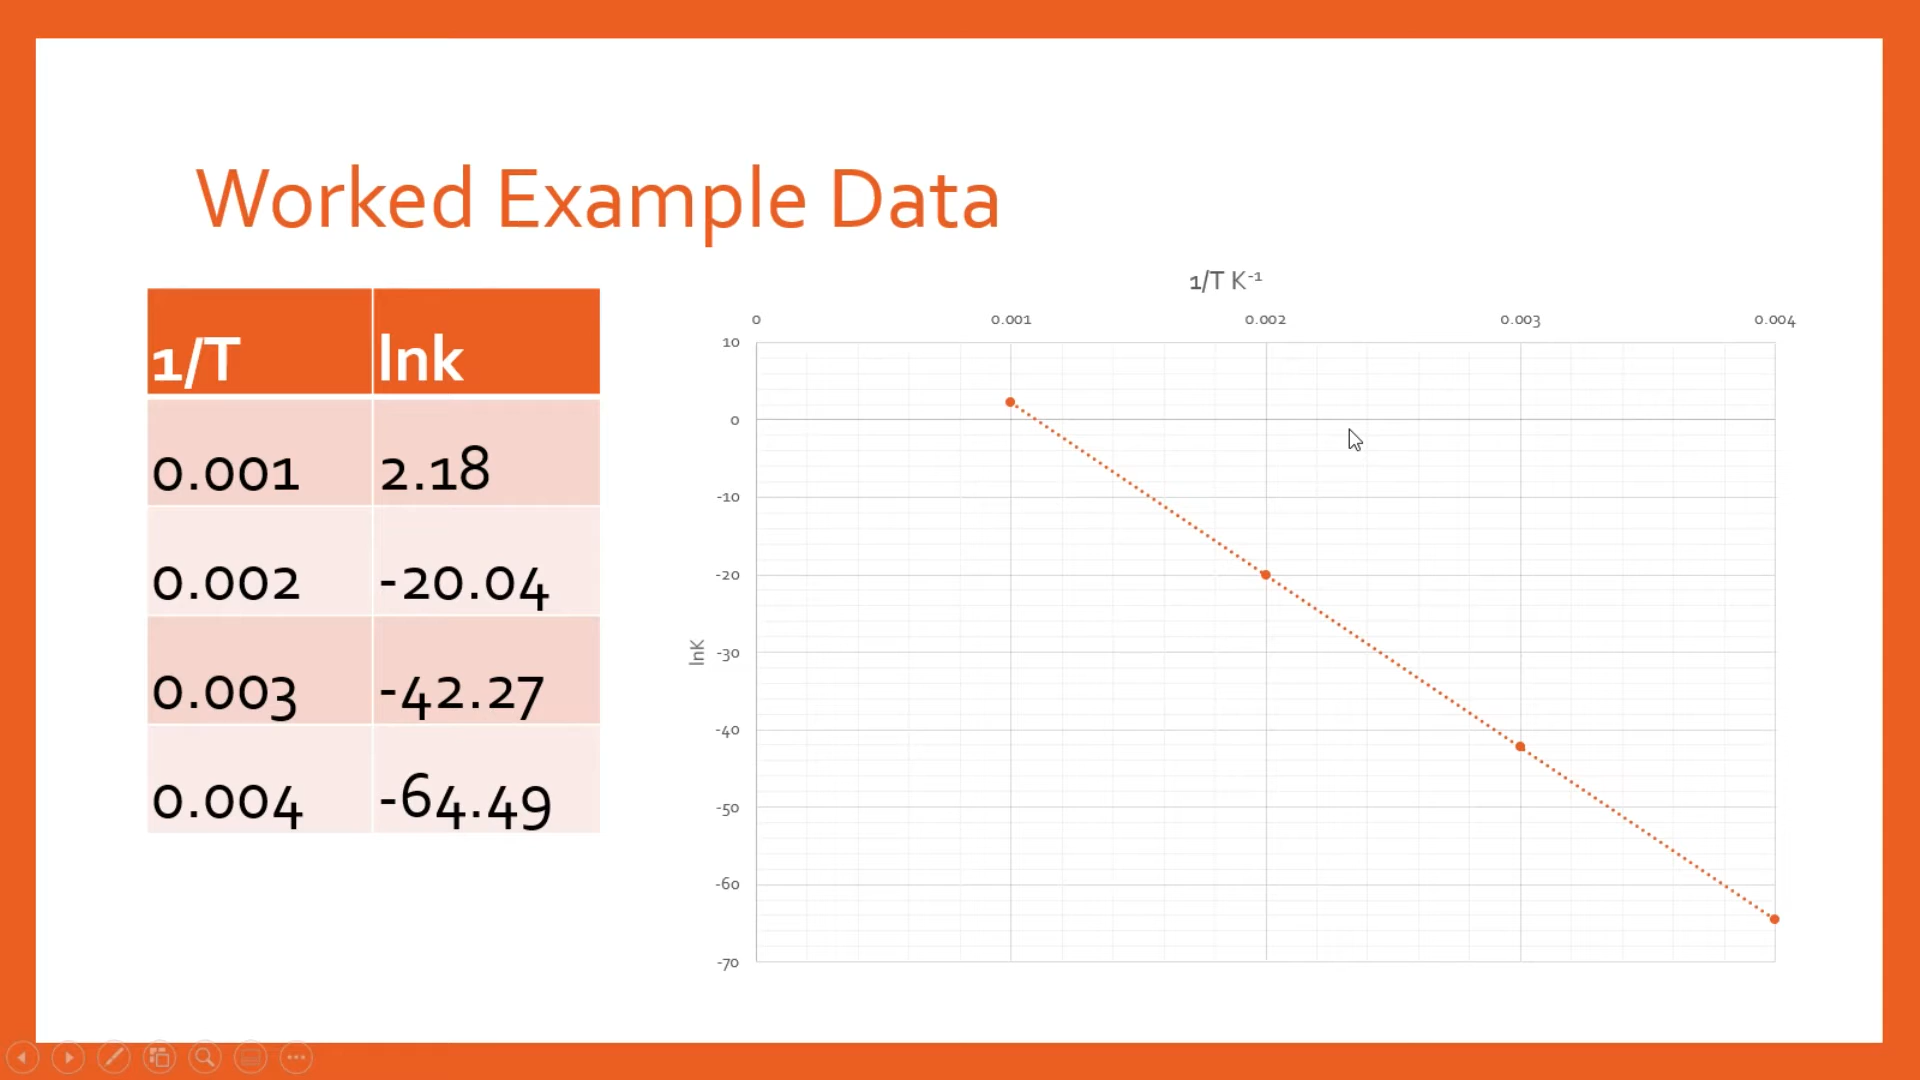 Worked Example Data
1/T lnk
0.001 2.18
0.002 -20.04
0.003 -42.27
0.004 -64.49
1/T K⁻¹
0 0.001 0.002 0.003 0.004
10
0
-10
-20
-30
-40
-50
-60
-70
lnK